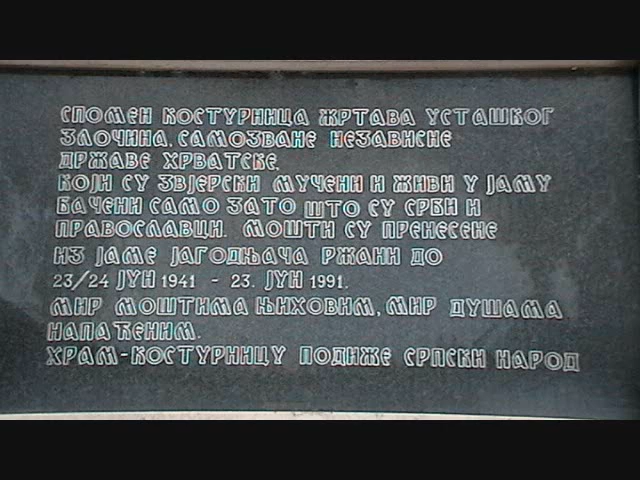 СПОМЕН КОСТУРНИЦА ЖРТАВА УСТАШКОГ
ЗЛОЧИНА, САМОЗВАНЕ НЕЗАВИСНЕ
ДРЖАВЕ ХРВАТСКЕ,
КОЈИ СУ ЗВЈЕРСКИ МУЧЕНИ И ЖИВИ У ЈАМУ
БАЧЕНИ САМО ЗАТО ШТО СУ СРБИ И
ПРАВОСЛАВЦИ. МОШТИ СУ ПРЕНЕСЕНЕ
ИЗ ЈАМЕ ЈАГОДЊАЧА РЖАНИ ДО
23/24 ЈУН 1941 - 23. ЈУН 1991.
МИР МОШТИМА ЊИХОВИМ, МИР ДУШАМА
НАПАЋЕНИМ.
ХРАМ-КОСТУРНИЦУ ПОДИЖЕ СРПСКИ НАРОД